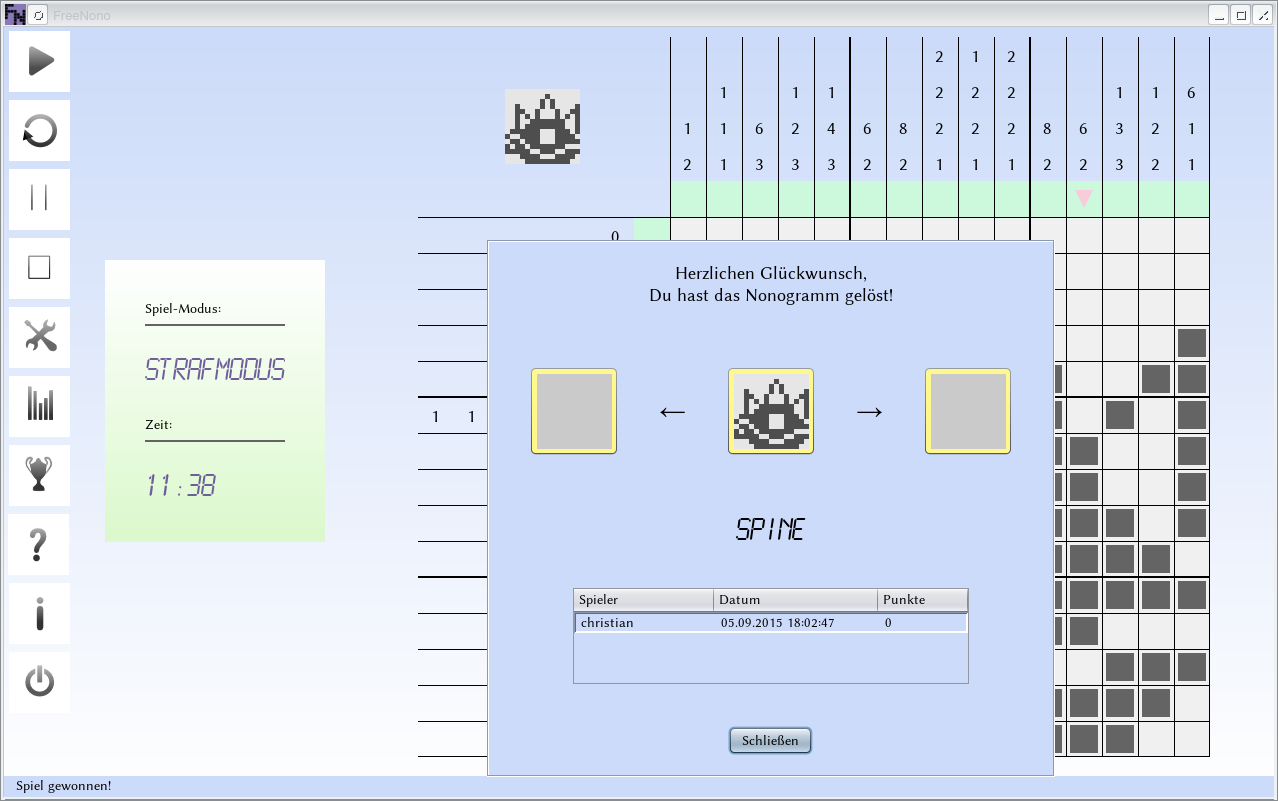 FreeNono
2 1 2
1 1 1 2 2 2 1 1 6
1 1 6 2 4 6 8 2 2 2 8 6 3 2 1
2 1 3 3 3 2 2 1 1 1 2 2 3 2 1
0
1 1
Spiel-Modus:
STRAFMODUS
Zeit:
11:38
Herzlichen Glückwunsch,
Du hast das Nonogramm gelöst!
← →
SPINE
Spieler Datum Punkte
christian 05.09.2015 18:02:47 0
Schließen
Spiel gewonnen!